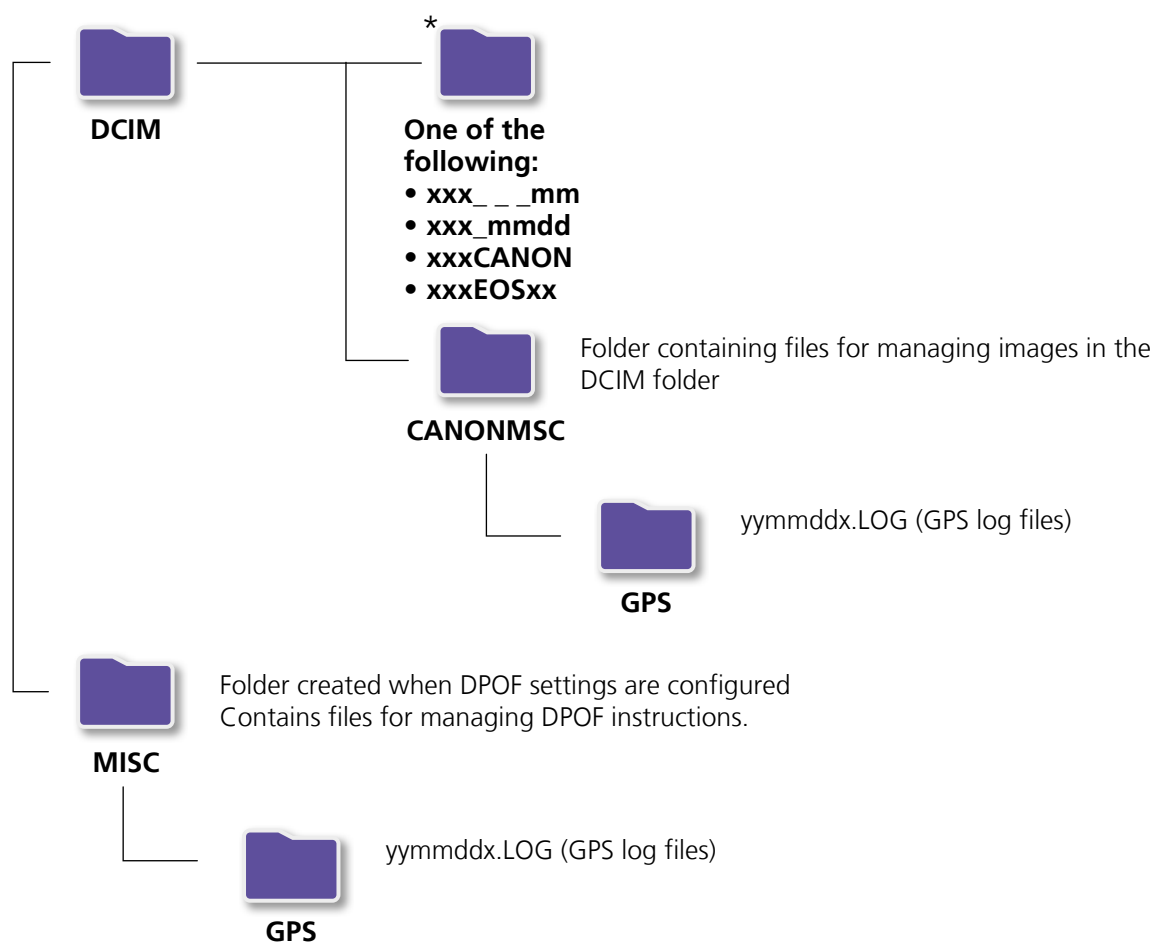 *
DCIM
One of the
following:
• xxx_ _ _mm
• xxx_mmdd
• xxxCANON
• xxxEOSxx
Folder containing files for managing images in the
DCIM folder
CANONMSC
yymmddx.LOG (GPS log files)
GPS
Folder created when DPOF settings are configured
Contains files for managing DPOF instructions.
MISC
yymmddx.LOG (GPS log files)
GPS